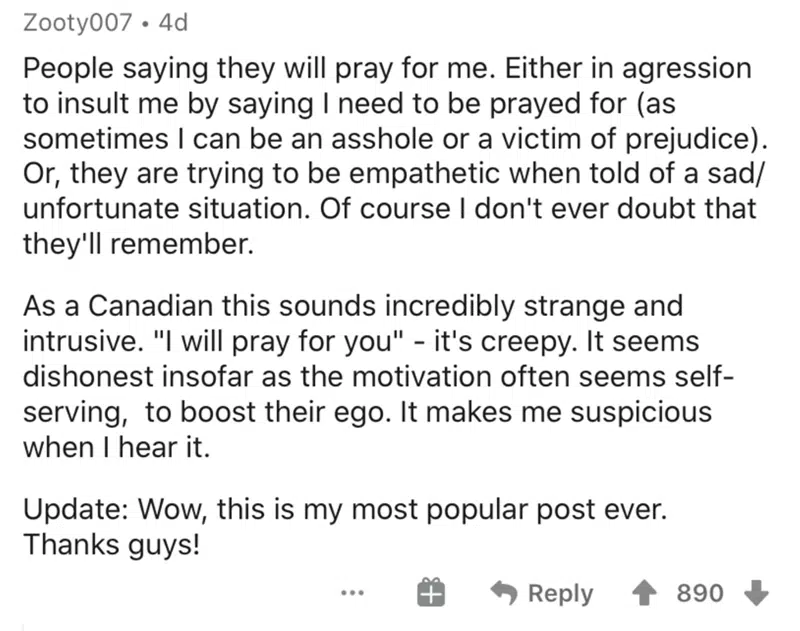 Zooty007 • 4d
People saying they will pray for me. Either in agression
to insult me by saying I need to be prayed for (as
sometimes I can be an asshole or a victim of prejudice).
Or, they are trying to be empathetic when told of a sad/
unfortunate situation. Of course I don't ever doubt that
they'll remember.
As a Canadian this sounds incredibly strange and
intrusive. "I will pray for you" - it's creepy. It seems
dishonest insofar as the motivation often seems self-
serving,  to boost their ego. It makes me suspicious
when I hear it.
Update: Wow, this is my most popular post ever.
Thanks guys!
... Reply 890